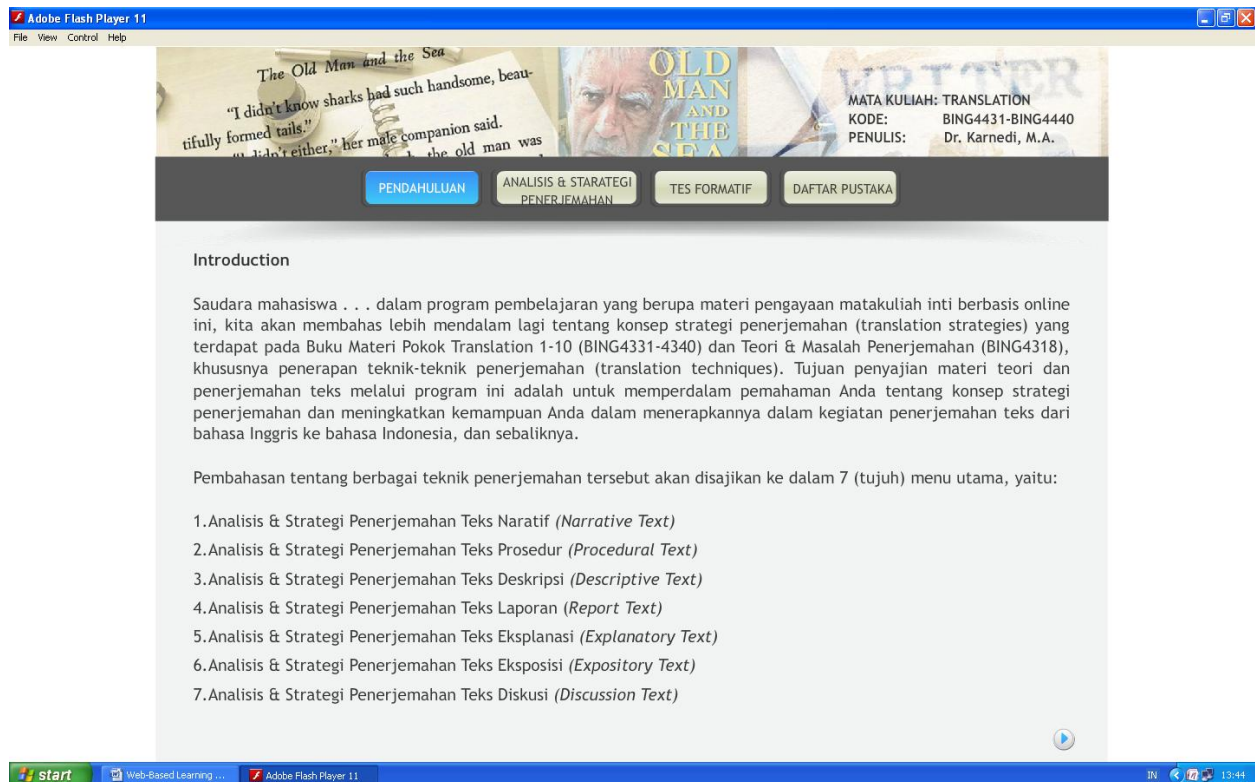 Adobe Flash Player 11
File View Control Help
The Old Man and the Sea
"I didn't know sharks had such handsome, beau-
tifully formed tails."
"I didn't either," her male companion said.
the old man was
OLD
MAN
AND
THE
SEA
WRITER
MATA KULIAH: TRANSLATION
KODE: BING4431-BING4440
PENULIS: Dr. Karnedi, M.A.
PENDAHULUAN
ANALISIS & STARATEGI
PENERJEMAHAN
TES FORMATIF
DAFTAR PUSTAKA
Introduction
Saudara mahasiswa . . . dalam program pembelajaran yang berupa materi pengayaan matakuliah inti berbasis online
ini, kita akan membahas lebih mendalam lagi tentang konsep strategi penerjemahan (translation strategies) yang
terdapat pada Buku Materi Pokok Translation 1-10 (BING4331-4340) dan Teori & Masalah Penerjemahan (BING4318),
khususnya penerapan teknik-teknik penerjemahan (translation techniques). Tujuan penyajian materi teori dan
penerjemahan teks melalui program ini adalah untuk memperdalam pemahaman Anda tentang konsep strategi
penerjemahan dan meningkatkan kemampuan Anda dalam menerapkannya dalam kegiatan penerjemahan teks dari
bahasa Inggris ke bahasa Indonesia, dan sebaliknya.
Pembahasan tentang berbagai teknik penerjemahan tersebut akan disajikan ke dalam 7 (tujuh) menu utama, yaitu:
1.Analisis & Strategi Penerjemahan Teks Naratif (Narrative Text)
2.Analisis & Strategi Penerjemahan Teks Prosedur (Procedural Text)
3.Analisis & Strategi Penerjemahan Teks Deskripsi (Descriptive Text)
4.Analisis & Strategi Penerjemahan Teks Laporan (Report Text)
5.Analisis & Strategi Penerjemahan Teks Eksplanasi (Explanatory Text)
6.Analisis & Strategi Penerjemahan Teks Eksposisi (Expository Text)
7.Analisis & Strategi Penerjemahan Teks Diskusi (Discussion Text)
start
Web-Based Learning ...
Adobe Flash Player 11
IN
13:44